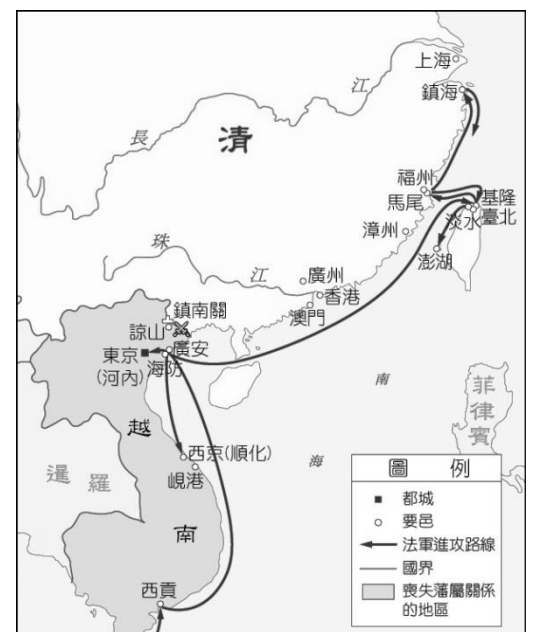 上海
鎮海
長
江
清
福州
馬尾
基隆
臺北
淡水
漳州
澎湖
珠
江
廣州
香港
澳門
鎮南關
諒山
廣安
東京
(河內)
海防
南
海
菲律賓
越
南
西京(順化)
峴港
暹羅
西貢
圖例
都城
要邑
法軍進攻路線
國界
喪失藩屬關係
的地區